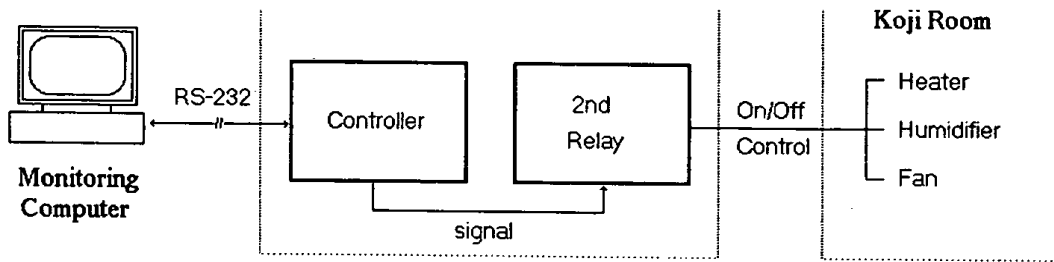 Koji Room
RS-232
Controller
2nd
Relay
On/Off
Control
Heater
Humidifier
Fan
Monitoring
Computer
signal